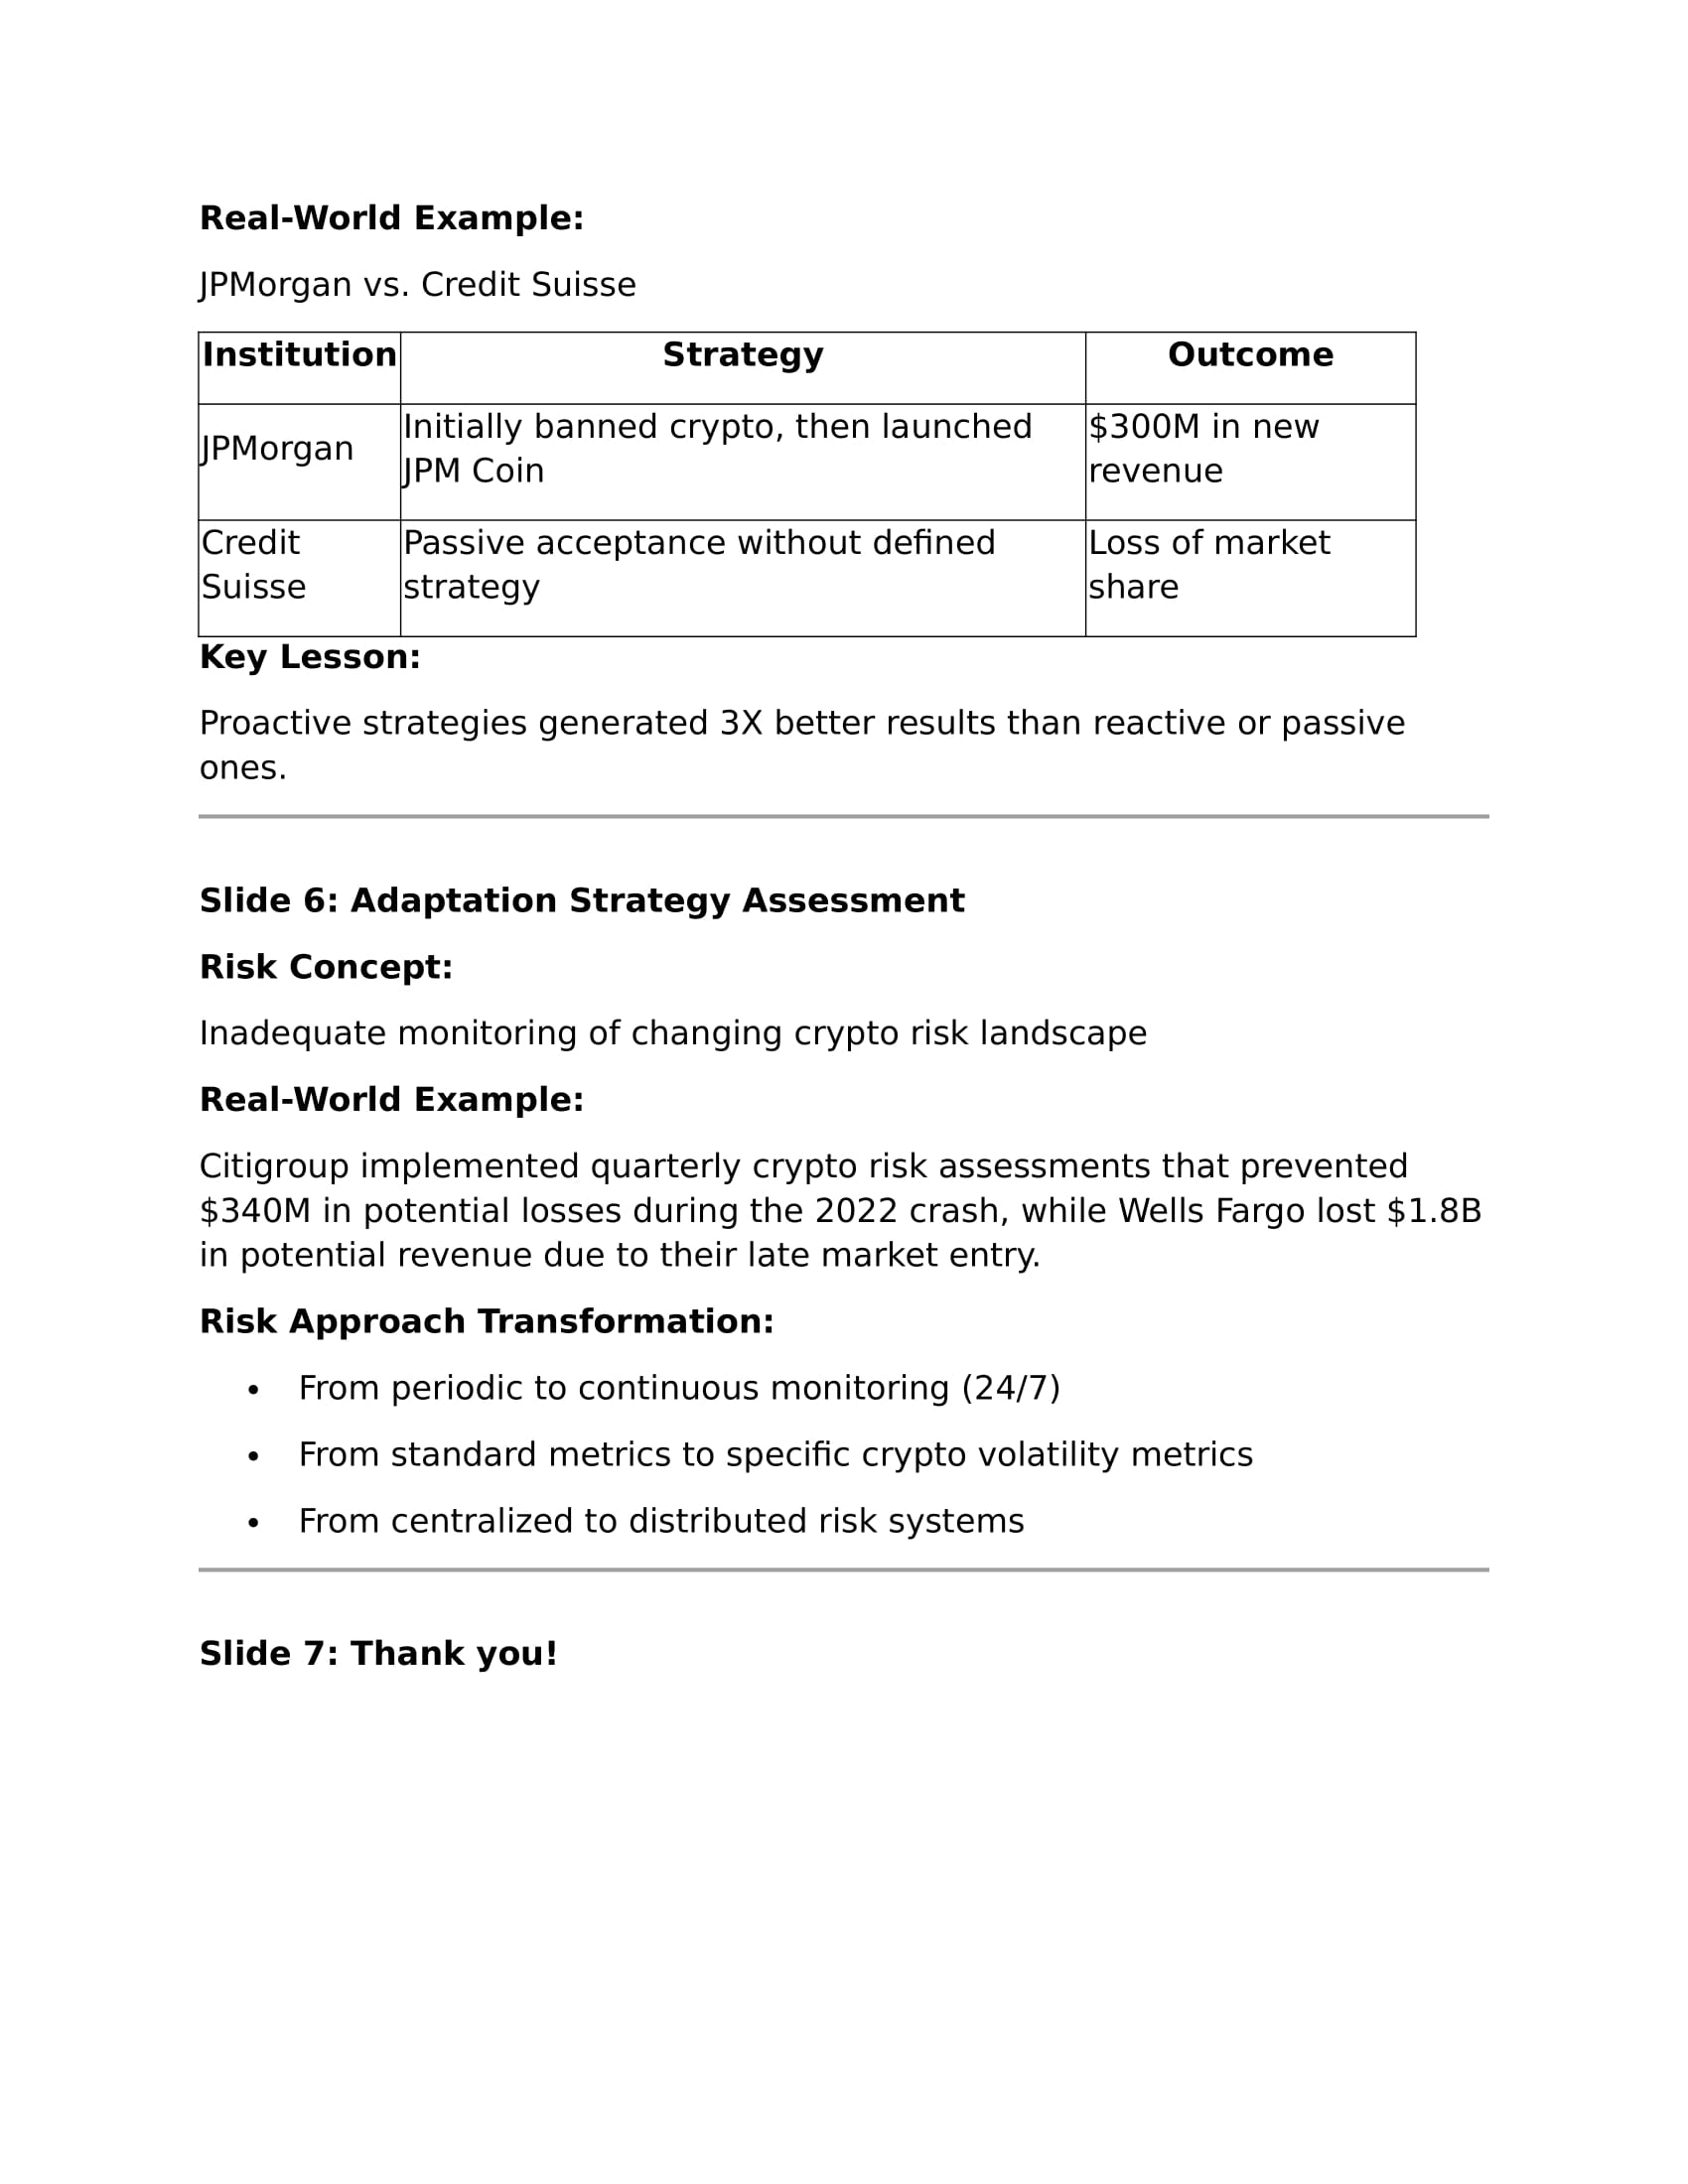 Real-World Example:
JPMorgan vs. Credit Suisse
Institution Strategy Outcome
JPMorgan Initially banned crypto, then launched JPM Coin $300M in new revenue
Credit Suisse Passive acceptance without defined strategy Loss of market share
Key Lesson:
Proactive strategies generated 3X better results than reactive or passive
ones.
Slide 6: Adaptation Strategy Assessment
Risk Concept:
Inadequate monitoring of changing crypto risk landscape
Real-World Example:
Citigroup implemented quarterly crypto risk assessments that prevented
$340M in potential losses during the 2022 crash, while Wells Fargo lost $1.8B
in potential revenue due to their late market entry.
Risk Approach Transformation:
• From periodic to continuous monitoring (24/7)
• From standard metrics to specific crypto volatility metrics
• From centralized to distributed risk systems
Slide 7: Thank you!